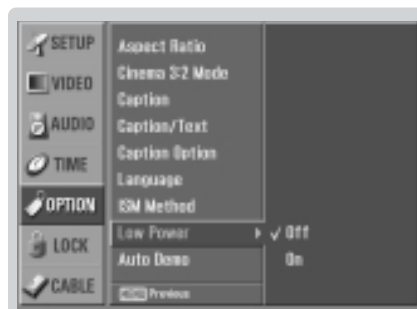 SETUP
VIDEO
AUDIO
TIME
OPTION
LOCK
CABLE
Aspect Ratio
Cinema 3:2 Mode
Caption
Caption/Text
Caption Option
Language
ISM Method
Low Power
Auto Demo
Previous
Off
On